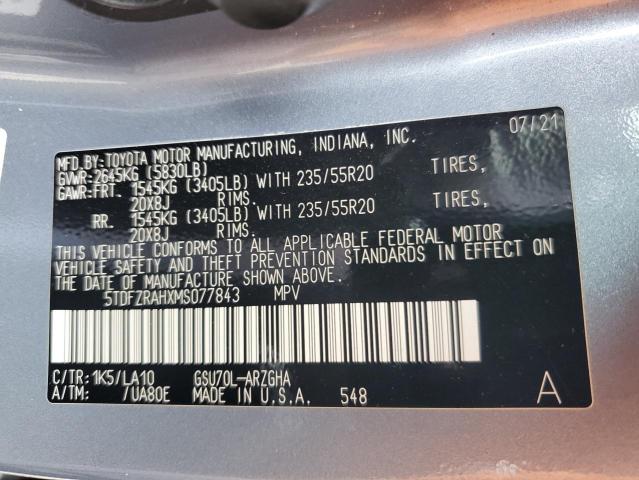 07/21
MFD.BY:TOYOTA MOTOR MANUFACTURING, INDIANA, INC.
GVWR:2645KG (5830LB)
GAWR:FRT. 1545KG (3405LB) WITH 235/55R20 TIRES,
20X8J RIMS.
RR. 1545KG (3405LB) WITH 235/55R20 TIRES,
20X8J RIMS.
THIS VEHICLE CONFORMS TO ALL APPLICABLE FEDERAL MOTOR
VEHICLE SAFETY AND THEFT PREVENTION STANDARDS IN EFFECT ON
THE DATE OF MANUFACTURE SHOWN ABOVE.
5TDFZRAHXMS077843 MPV
C/TR: 1K5/LA10 GSU70L-ARZGHA
A/TM: /UA80E MADE IN U.S.A. 548 A